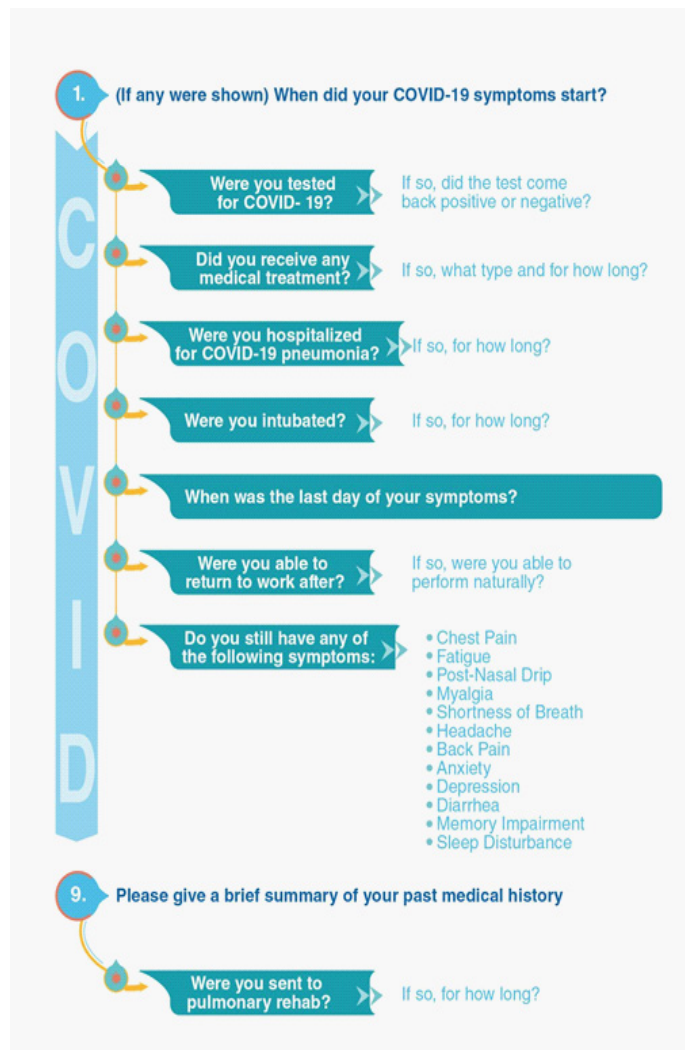 1. (If any were shown) When did your COVID-19 symptoms start?
COVID
Were you tested
for COVID- 19?
If so, did the test come
back positive or negative?
Did you receive any
medical treatment?
If so, what type and for how long?
Were you hospitalized
for COVID-19 pneumonia?
If so, for how long?
Were you intubated?
If so, for how long?
When was the last day of your symptoms?
Were you able to
return to work after?
If so, were you able to
perform naturally?
Do you still have any of
the following symptoms:
• Chest Pain
• Fatigue
• Post-Nasal Drip
• Myalgia
• Shortness of Breath
• Headache
• Back Pain
• Anxiety
• Depression
• Diarrhea
• Memory Impairment
• Sleep Disturbance
9. Please give a brief summary of your past medical history
Were you sent to
pulmonary rehab?
If so, for how long?